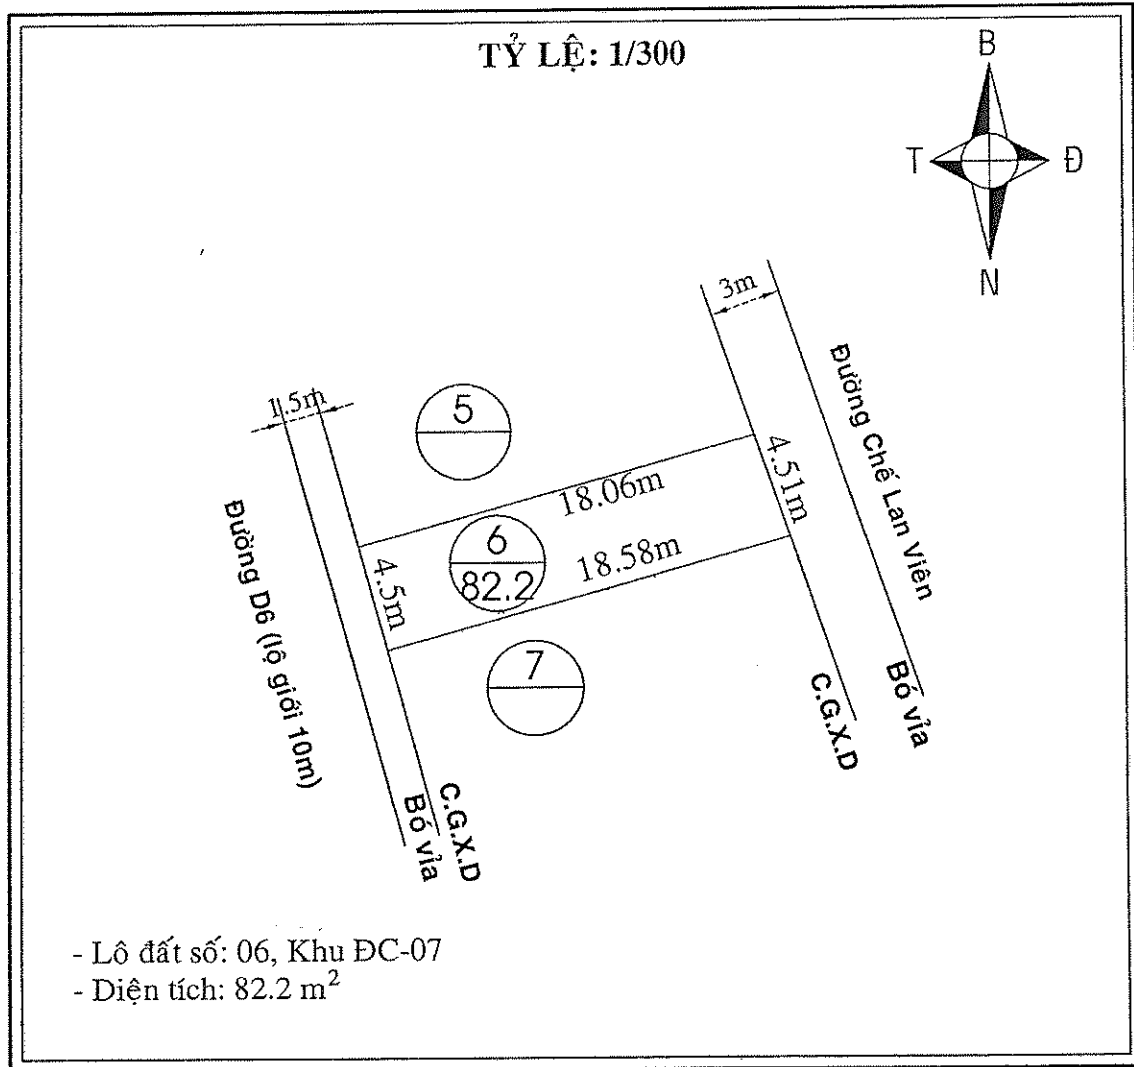 TỶ LỆ: 1/300
B
T
Đ
N
3m
1.5m
5
Đường Chế Lan Viên
4.51m
18.06m
6
82.2
18.58m
4.5m
Đường D6 (lộ giới 10m)
7
Bó vỉa
C.G.X.D
C.G.X.D
Bó vỉa
- Lô đất số: 06, Khu ĐC-07
- Diện tích: 82.2 m²